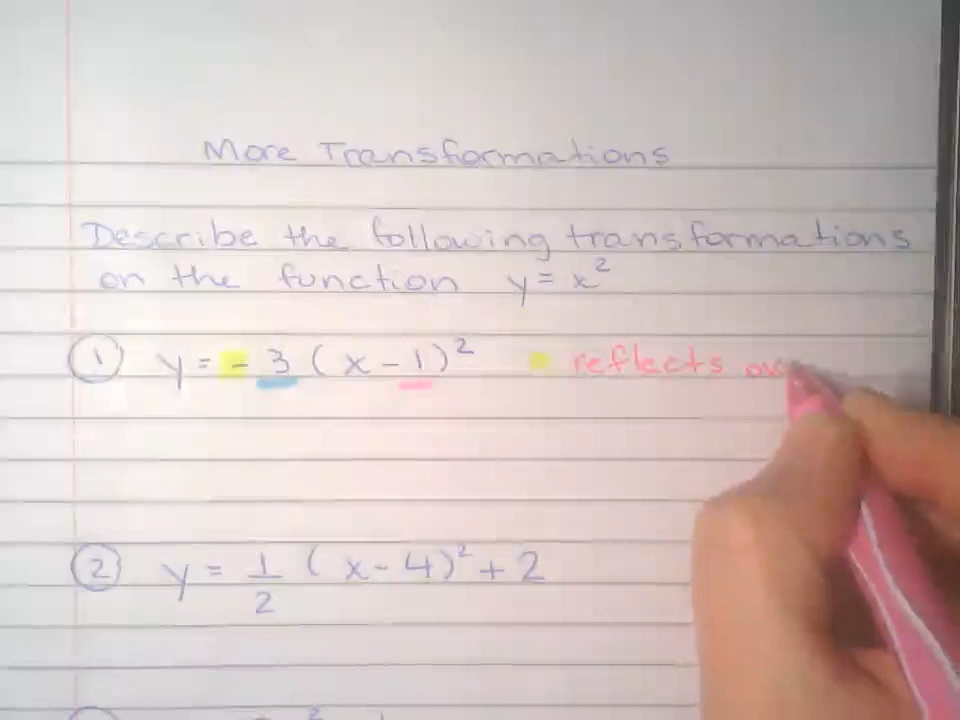 More Transformations
Describe the following transformations
on the function y = x²
① y = - 3 ( x - 1 )² reflects
② y = 1/2 ( x - 4 )² + 2